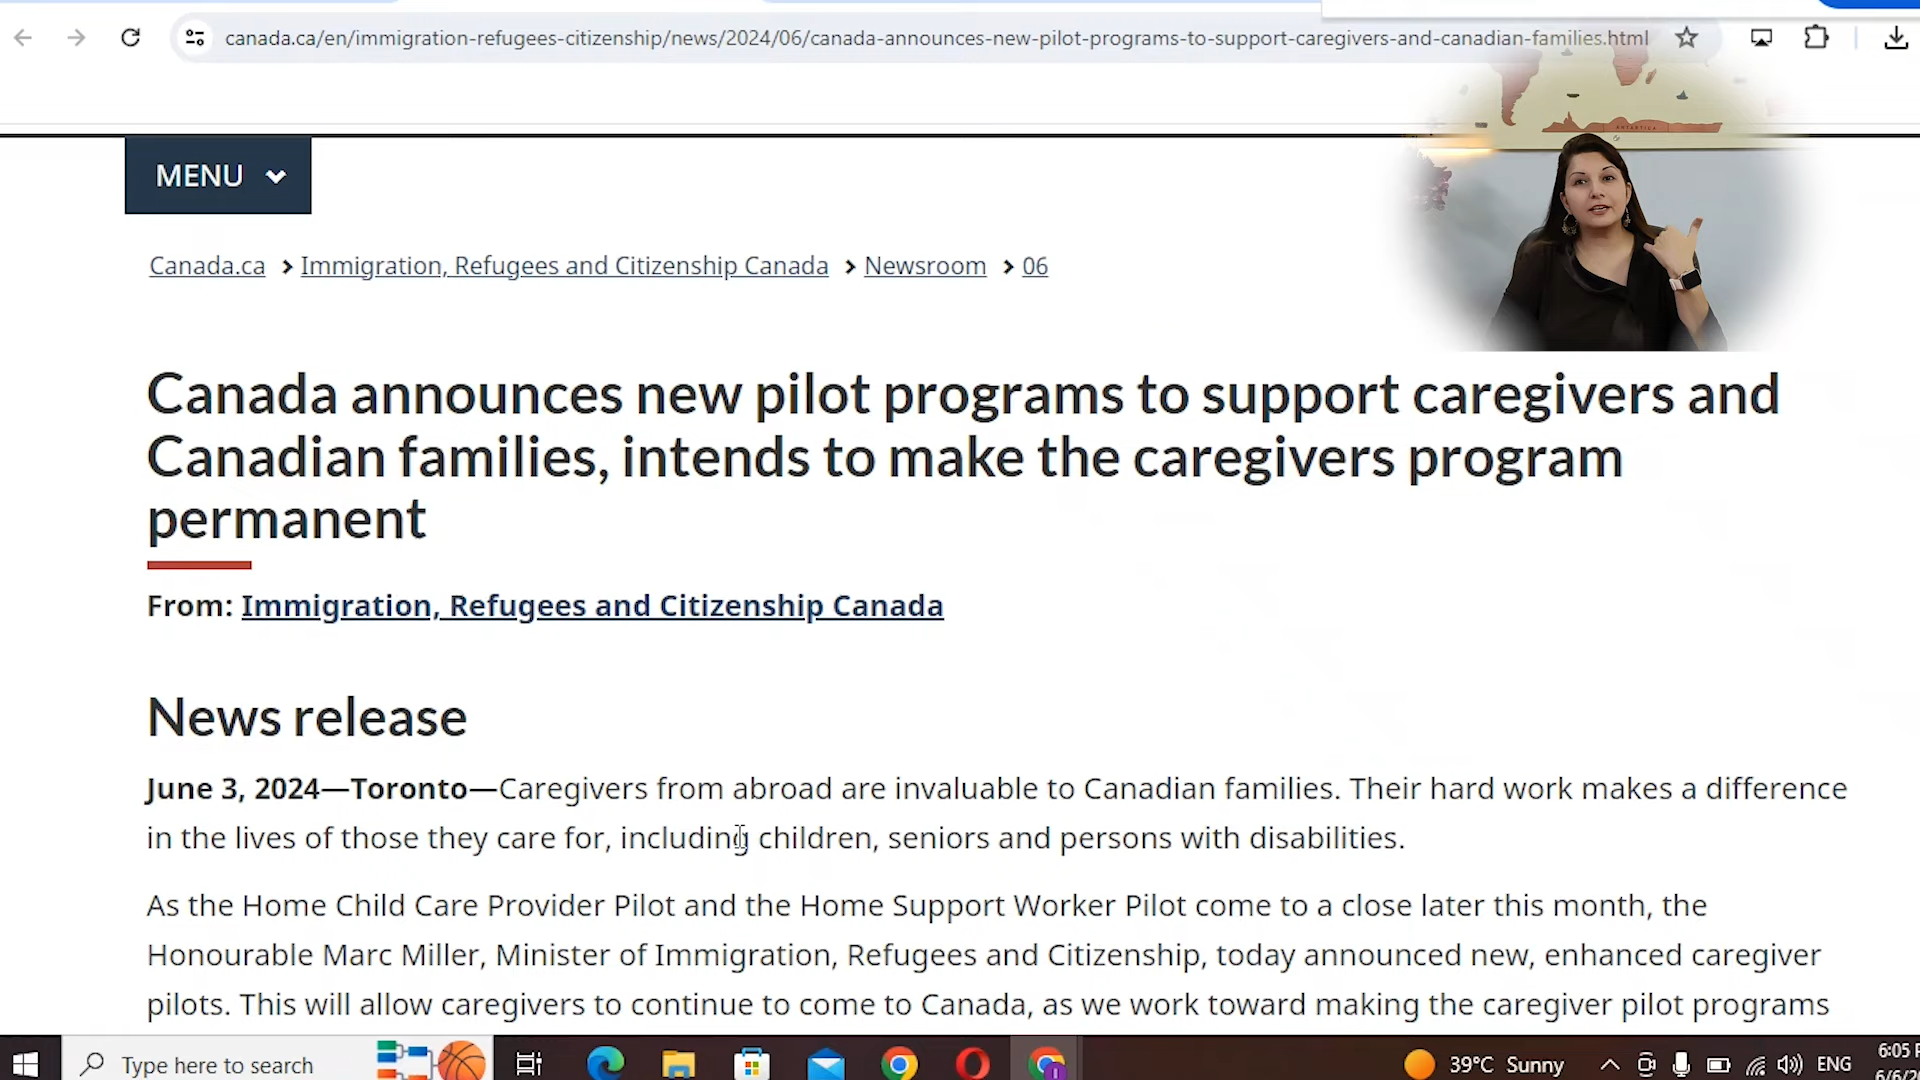 canada.ca/en/immigration-refugees-citizenship/news/2024/06/canada-announces-new-pilot-programs-to-support-caregivers-and-canadian-families.html
ANTARTICA
MENU
Canada.ca > Immigration, Refugees and Citizenship Canada > Newsroom > 06
Canada announces new pilot programs to support caregivers and
Canadian families, intends to make the caregivers program
permanent
From: Immigration, Refugees and Citizenship Canada
News release
June 3, 2024—Toronto—Caregivers from abroad are invaluable to Canadian families. Their hard work makes a difference
in the lives of those they care for, including children, seniors and persons with disabilities.
As the Home Child Care Provider Pilot and the Home Support Worker Pilot come to a close later this month, the
Honourable Marc Miller, Minister of Immigration, Refugees and Citizenship, today announced new, enhanced caregiver
pilots. This will allow caregivers to continue to come to Canada, as we work toward making the caregiver pilot programs
Type here to search
39°C Sunny
ENG
6:05 P
6/6/2